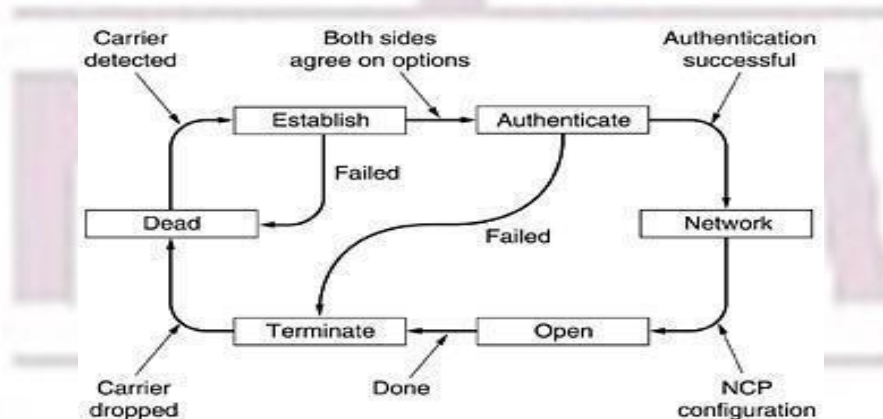 Carrier
detected
Both sides
agree on options
Authentication
successful
Establish
Authenticate
Failed
Dead
Failed
Network
Terminate
Open
Carrier
dropped
Done
NCP
configuration